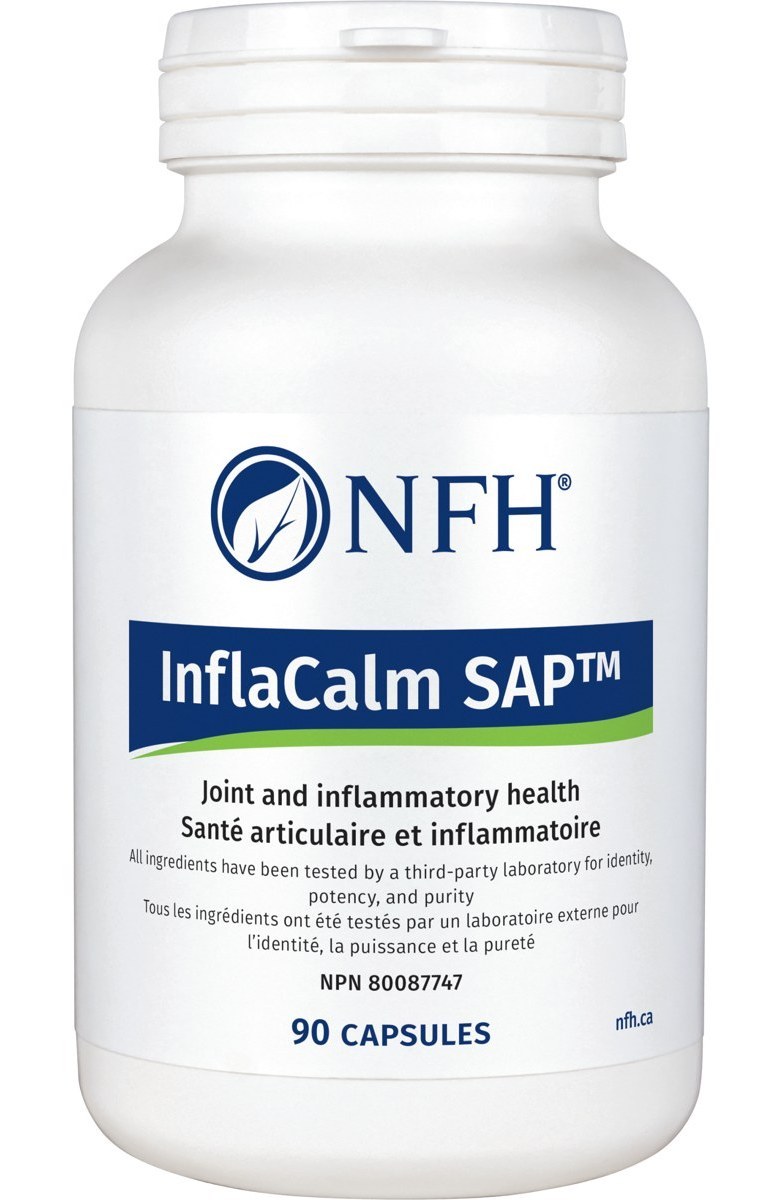 NFH®
InflaCalm SAP™
Joint and inflammatory health
Santé articulaire et inflammatoire
All ingredients have been tested by a third-party laboratory for identity,
potency, and purity
Tous les ingrédients ont été testés par un laboratoire externe pour
l'identité, la puissance et la pureté
NPN 80087747
90 CAPSULES
nfh.ca